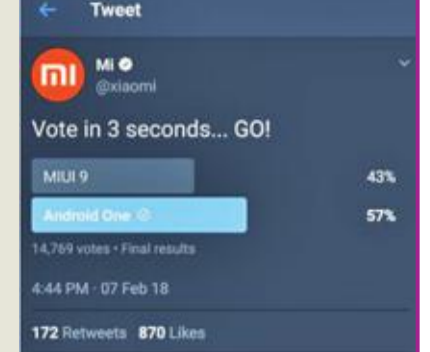 Tweet
mi
Mi
@xiaomi
Vote in 3 seconds... GO!
MIUI 9 43%
Android One 57%
14,769 votes • Final results
4:44 PM · 07 Feb 18
172 Retweets 870 Likes